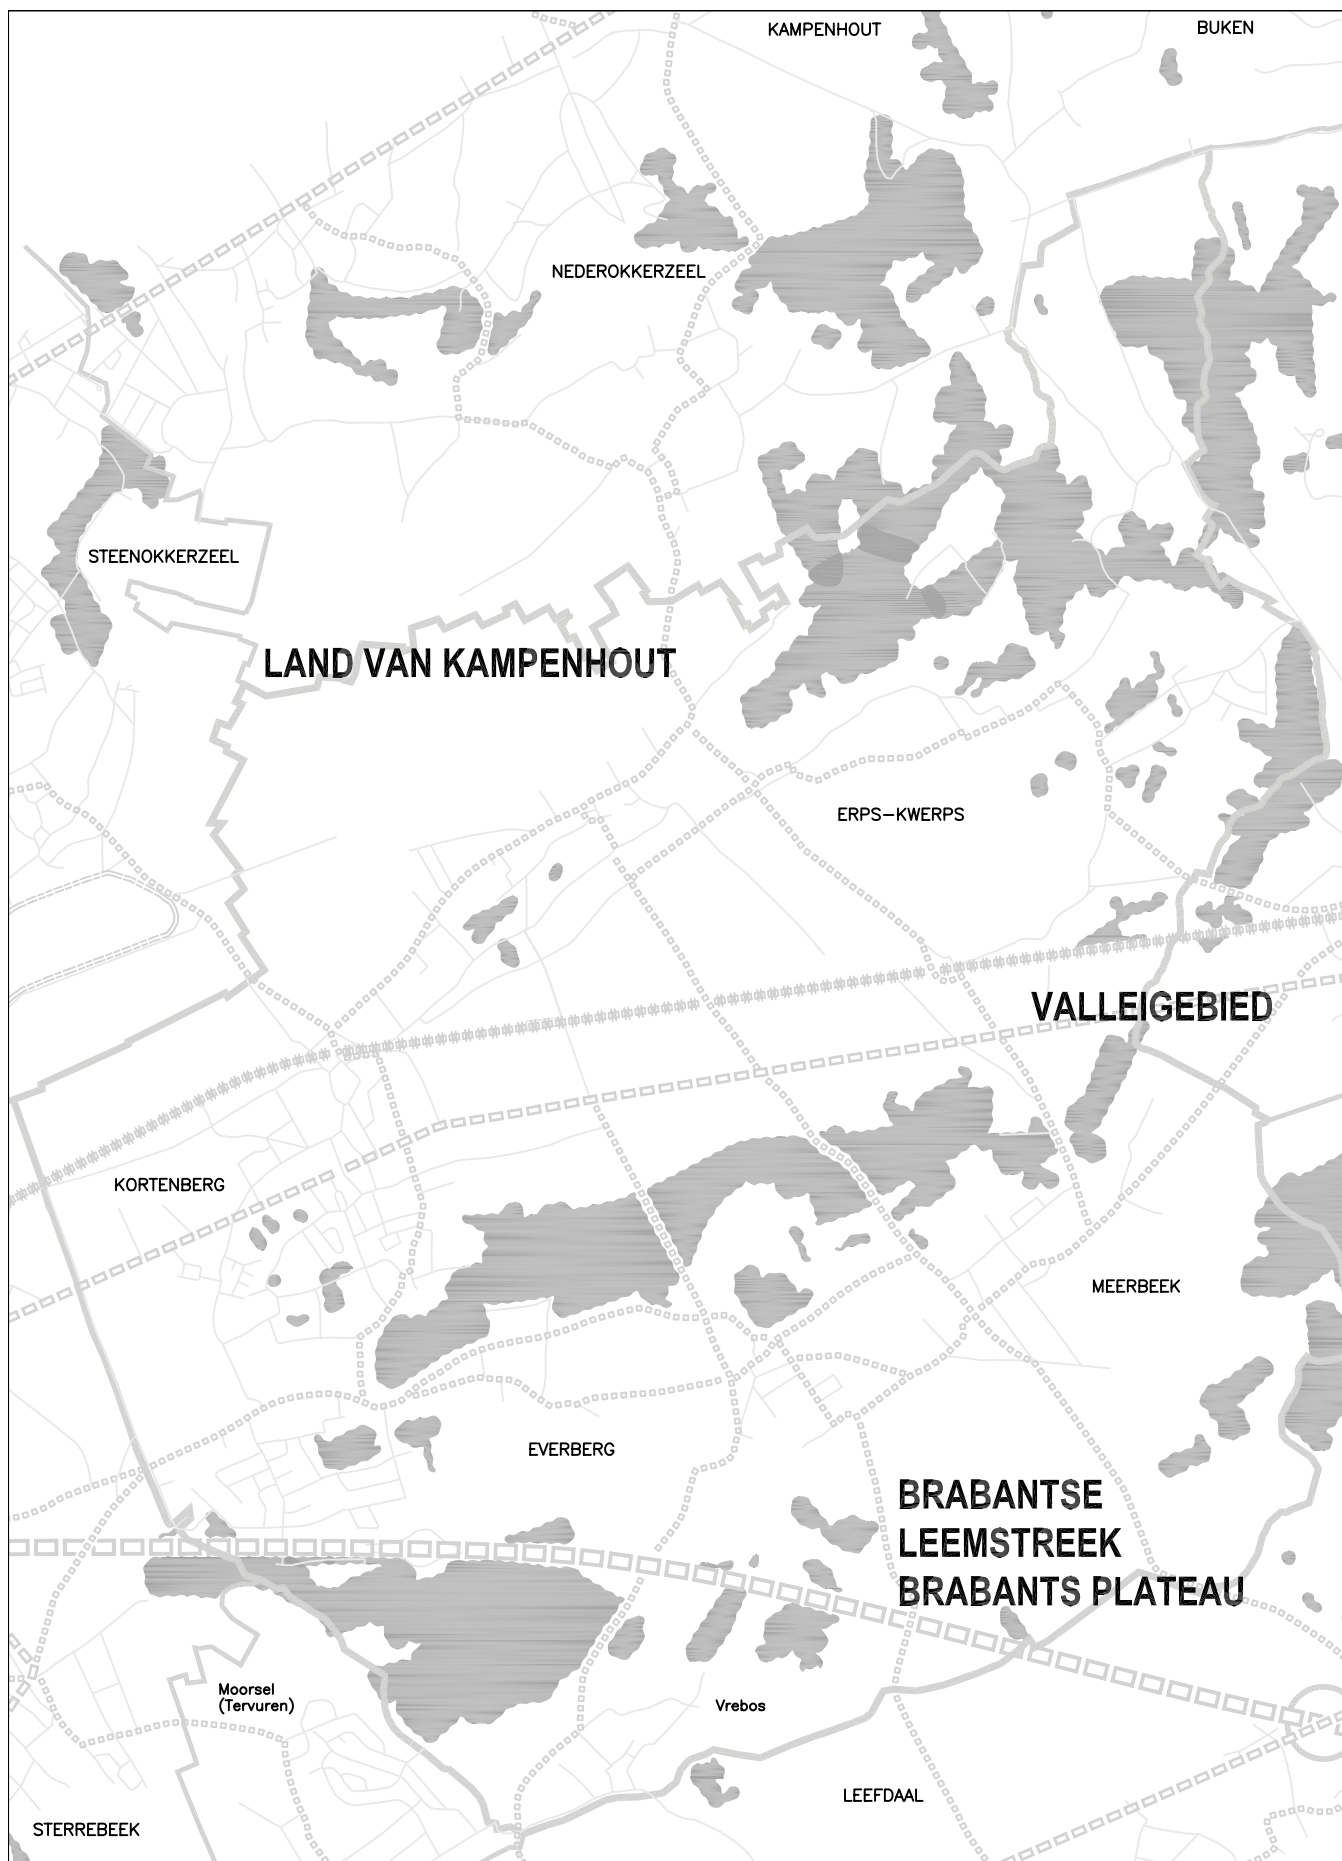 KAMPENHOUT
BUKEN
NEDEROKKERZEEL
STEENOKKERZEEL
LAND VAN KAMPENHOUT
ERPS-KWERPS
VALLEIGEBIED
KORTENBERG
MEERBEEK
EVERBERG
BRABANTSE
LEEMSTREEK
BRABANTS PLATEAU
Moorsel
(Tervuren)
Vrebos
LEEFDAAL
STERREBEEK